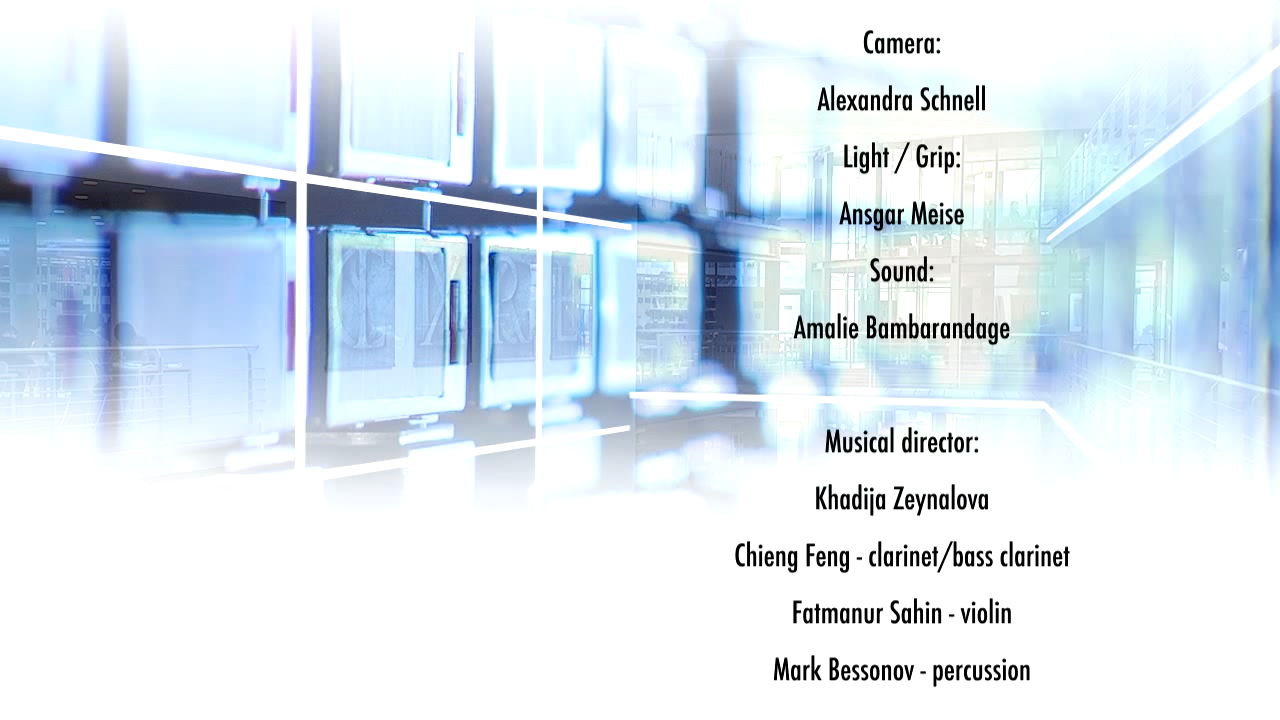 Camera:
Alexandra Schnell
Light / Grip:
Ansgar Meise
Sound:
Amalie Bambarandage
Musical director:
Khadija Zeynalova
Chieng Feng - clarinet/bass clarinet
Fatmanur Sahin - violin
Mark Bessonov - percussion